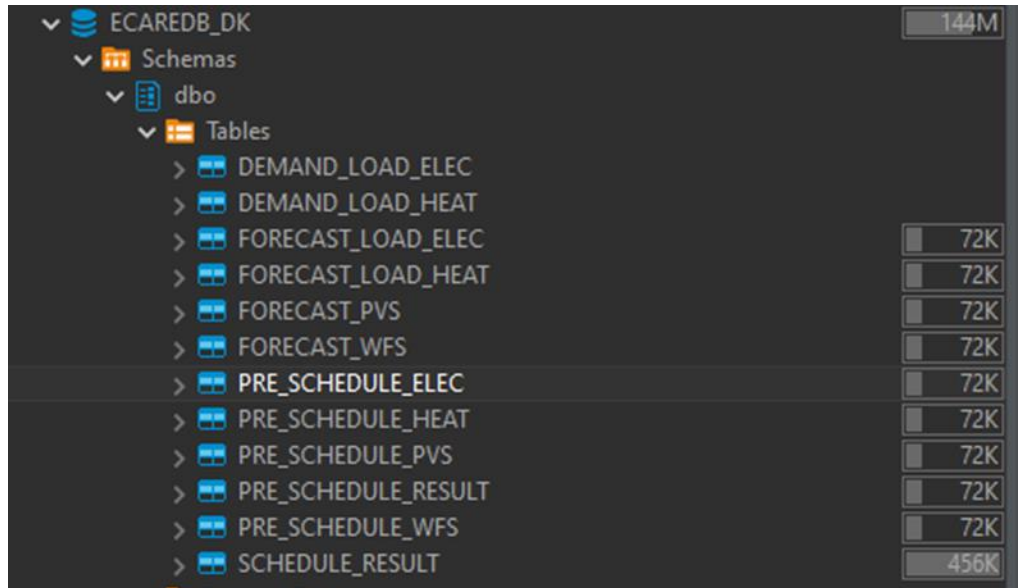 ECAREDB_DK 144M
Schemas
dbo
Tables
DEMAND_LOAD_ELEC
DEMAND_LOAD_HEAT
FORECAST_LOAD_ELEC 72K
FORECAST_LOAD_HEAT 72K
FORECAST_PVS 72K
FORECAST_WFS 72K
PRE_SCHEDULE_ELEC 72K
PRE_SCHEDULE_HEAT 72K
PRE_SCHEDULE_PVS 72K
PRE_SCHEDULE_RESULT 72K
PRE_SCHEDULE_WFS 72K
SCHEDULE_RESULT 456K